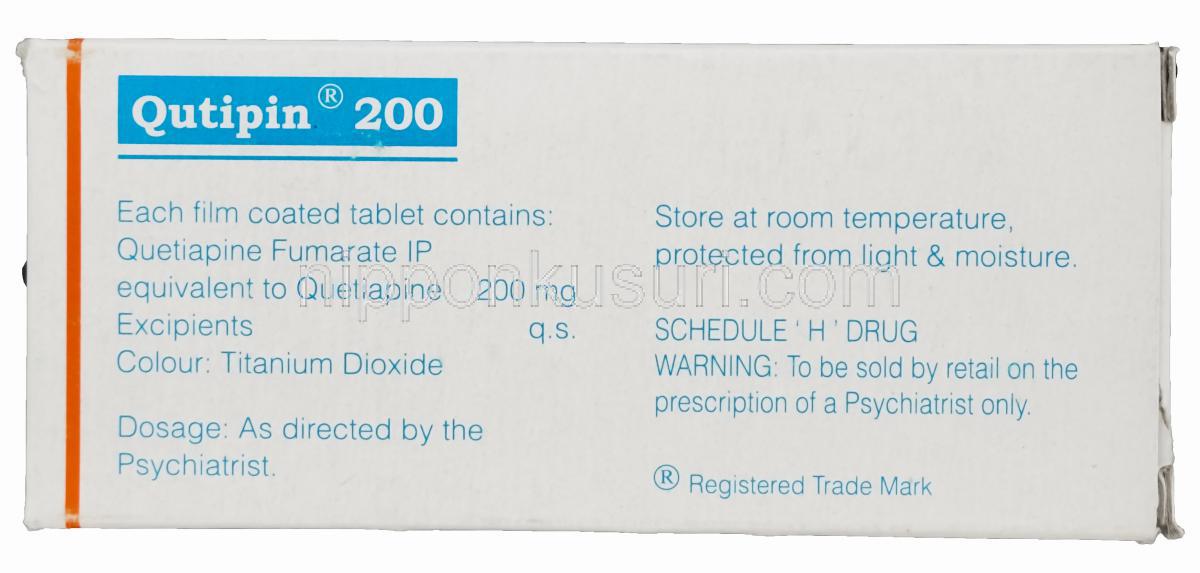 Qutipin® 200
Each film coated tablet contains:
Quetiapine Fumarate IP
equivalent to Quetiapine 200 mg
Excipients q.s.
Colour: Titanium Dioxide
Dosage: As directed by the
Psychiatrist.
Store at room temperature,
protected from light & moisture.
SCHEDULE ' H ' DRUG
WARNING: To be sold by retail on the
prescription of a Psychiatrist only.
® Registered Trade Mark
nipponkusuri.com